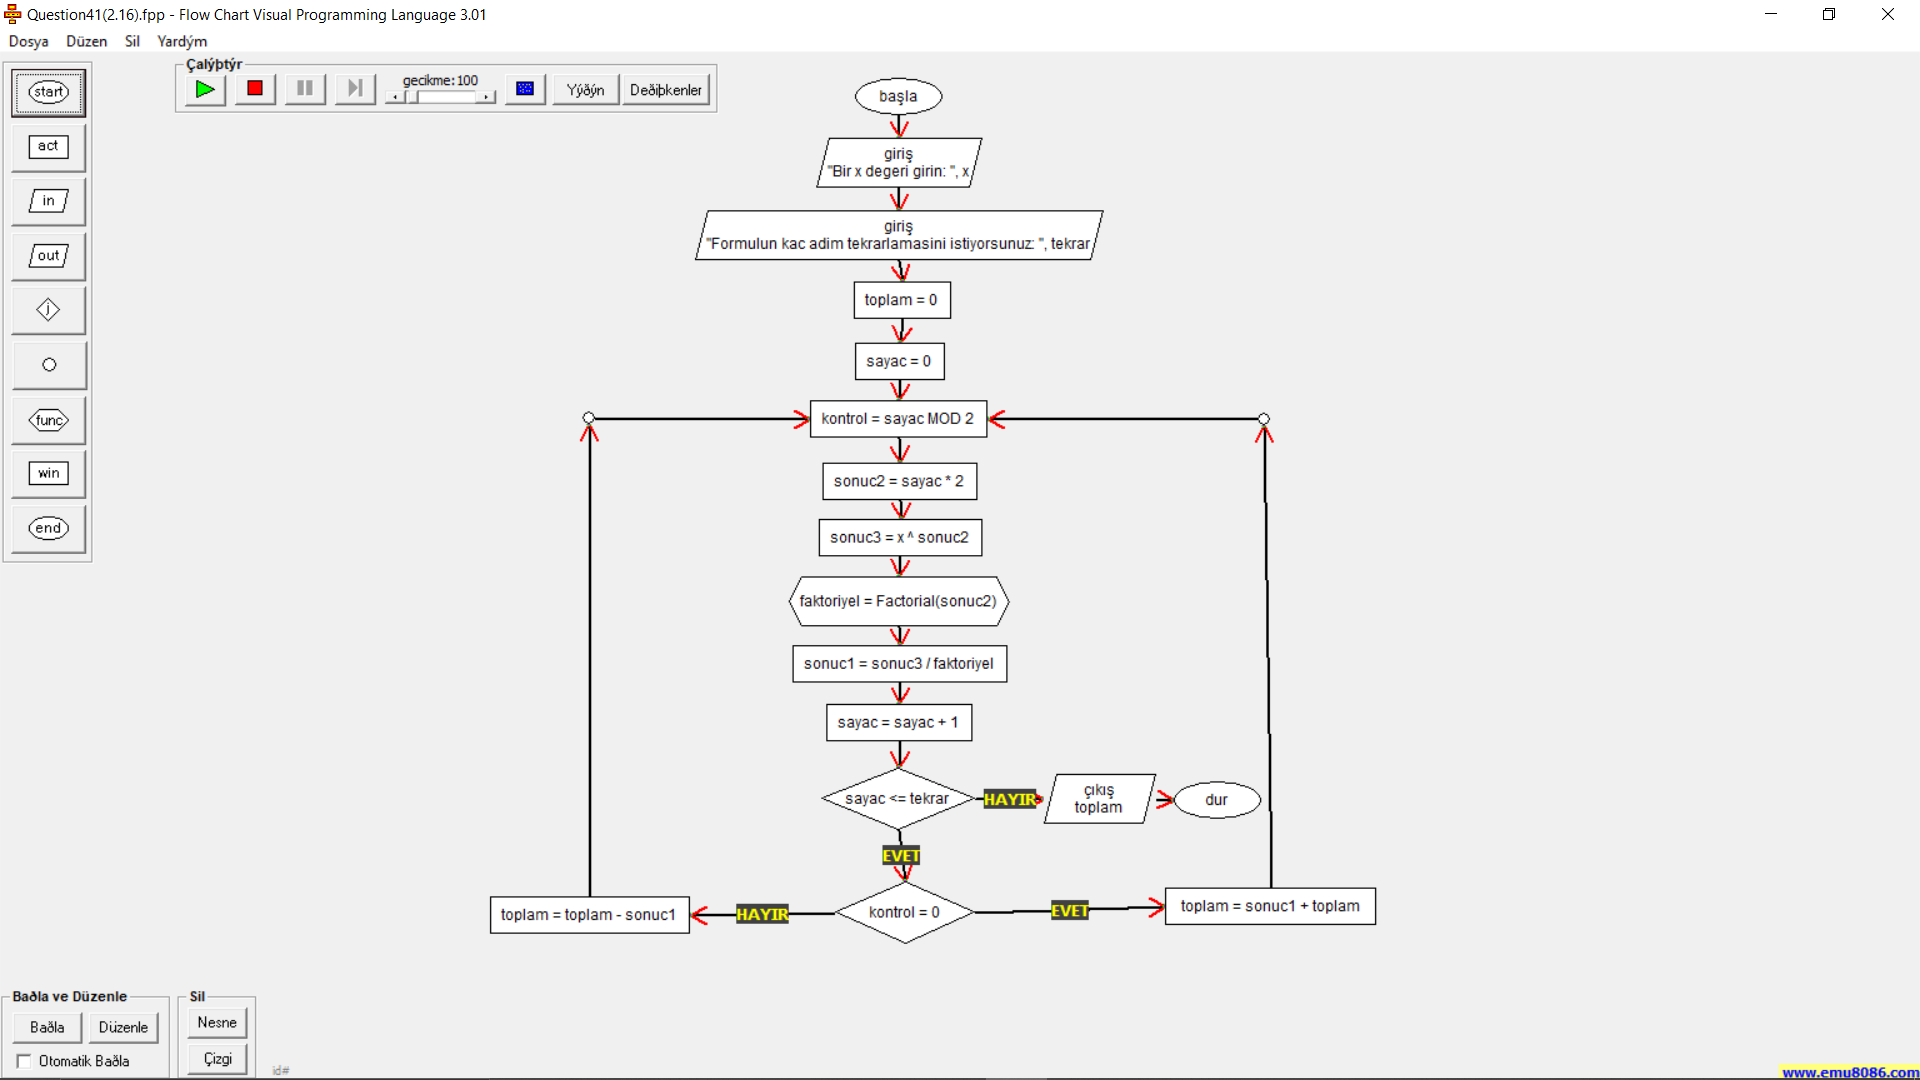 Question41(2.16).fpp - Flow Chart Visual Programming Language 3.01
Dosya Düzen Sil Yardým
Çalýþtýr
gecikme:100
Yýðýn
Deðiþkenler
start
act
in
out
j
func
win
end
başla
giriş
"Bir x degeri girin: ", x
giriş
"Formulun kac adim tekrarlamasini istiyorsunuz: ", tekrar
toplam = 0
sayac = 0
kontrol = sayac MOD 2
sonuc2 = sayac * 2
sonuc3 = x ^ sonuc2
faktoriyel = Factorial(sonuc2)
sonuc1 = sonuc3 / faktoriyel
sayac = sayac + 1
sayac <= tekrar
HAYIR
çıkış
toplam
dur
EVET
kontrol = 0
HAYIR
toplam = toplam - sonuc1
EVET
toplam = sonuc1 + toplam
Baðla ve Düzenle
Baðla
Düzenle
Otomatik Baðla
Sil
Nesne
Çizgi
id#
www.emu8086.com